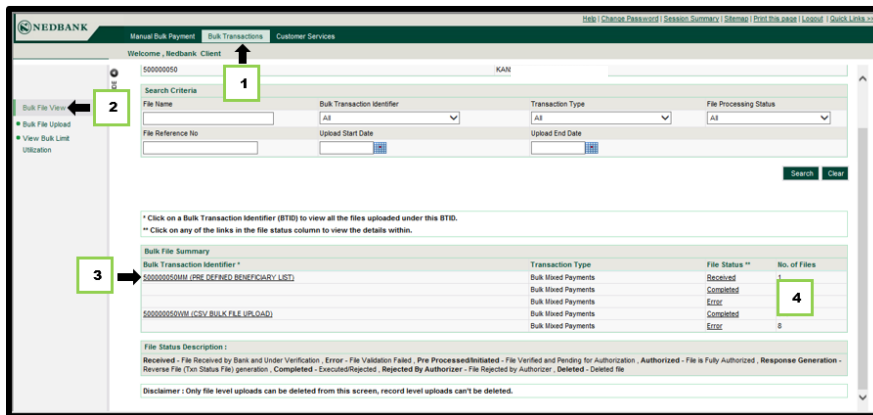 NEDBANK
Help | Change Password | Session Summary | Sitemap | Print this page | Logout | Quick Links >>
Manual Bulk Payment Bulk Transactions Customer Services
Welcome , Nedbank Client
1
500000050 KAN
2
Bulk File View
Bulk File Upload
View Bulk Limit
Utilization
Search Criteria
File Name Bulk Transaction Identifier Transaction Type File Processing Status
All All All
File Reference No Upload Start Date Upload End Date
Search Clear
* Click on a Bulk Transaction Identifier (BTID) to view all the files uploaded under this BTID.
** Click on any of the links in the file status column to view the details within.
Bulk File Summary
Bulk Transaction Identifier * Transaction Type File Status ** No. of Files
3
500000050MM (PRE DEFINED BENEFICIARY LIST) Bulk Mixed Payments Received 1
Bulk Mixed Payments Completed
4
Bulk Mixed Payments Error
500000050WM (CSV BULK FILE UPLOAD) Bulk Mixed Payments Completed
Bulk Mixed Payments Error 8
File Status Description :
Received - File Received by Bank and Under Verification , Error - File Validation Failed , Pre Processed/Initiated - File Verified and Pending for Authorization , Authorized - File is Fully Authorized , Response Generation -
Reverse File (Txn Status File) generation , Completed - Executed/Rejected , Rejected By Authorizer - File Rejected by Authorizer , Deleted - Deleted file
Disclaimer : Only file level uploads can be deleted from this screen, record level uploads can't be deleted.